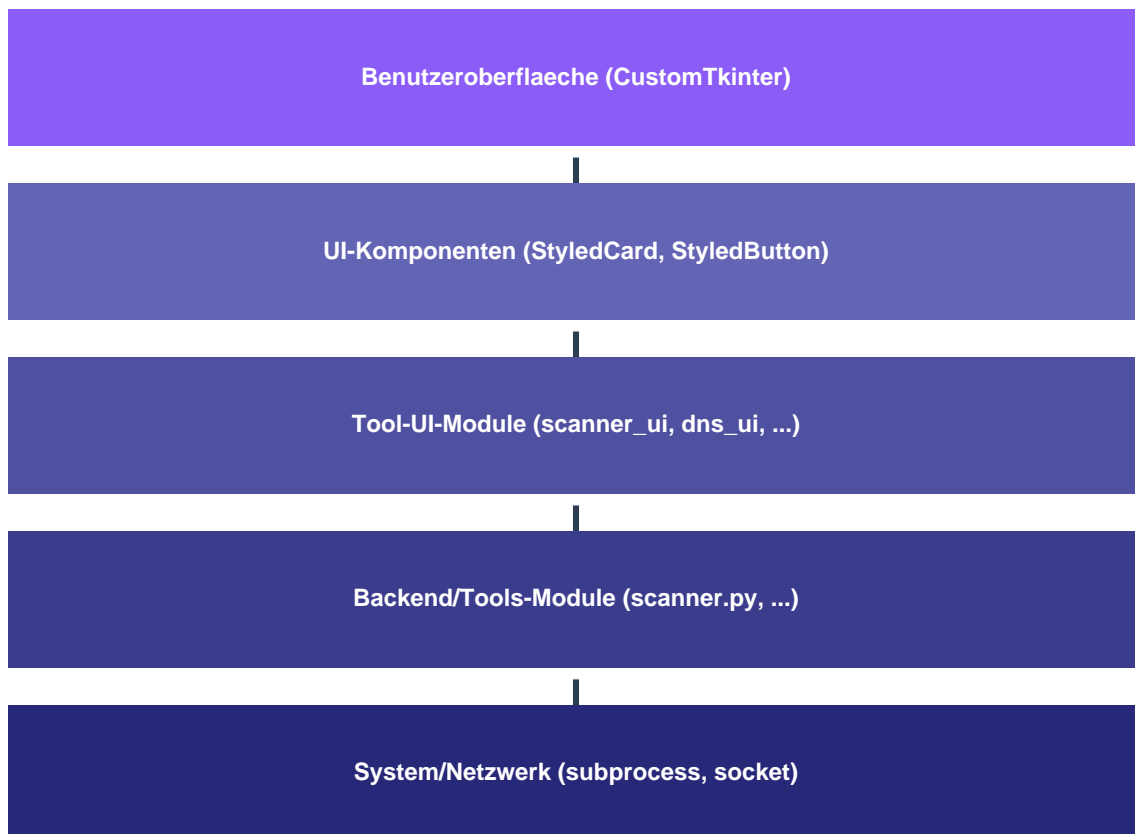 Benutzeroberflaeche (CustomTkinter)
UI-Komponenten (StyledCard, StyledButton)
Tool-UI-Module (scanner_ui, dns_ui, ...)
Backend/Tools-Module (scanner.py, ...)
System/Netzwerk (subprocess, socket)